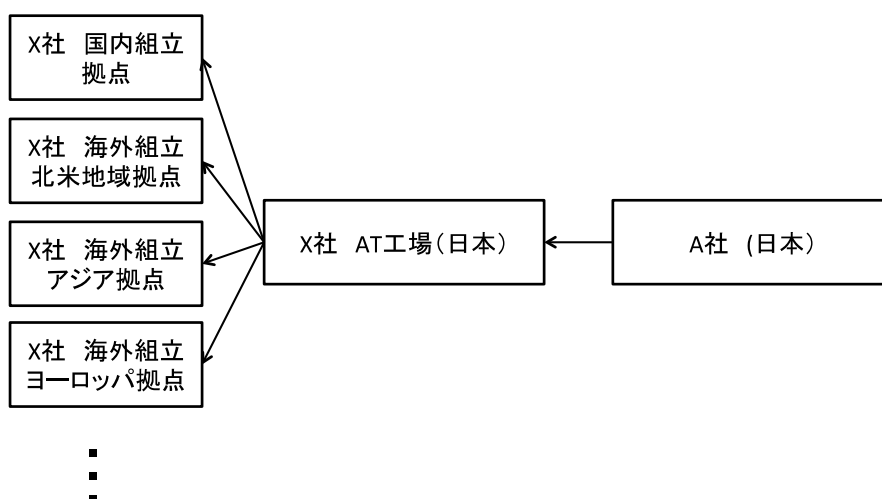 X社　国内組立
拠点
X社　海外組立
北米地域拠点
X社　海外組立
アジア拠点
X社　海外組立
ヨーロッパ拠点
X社　AT工場（日本）
A社　(日本）